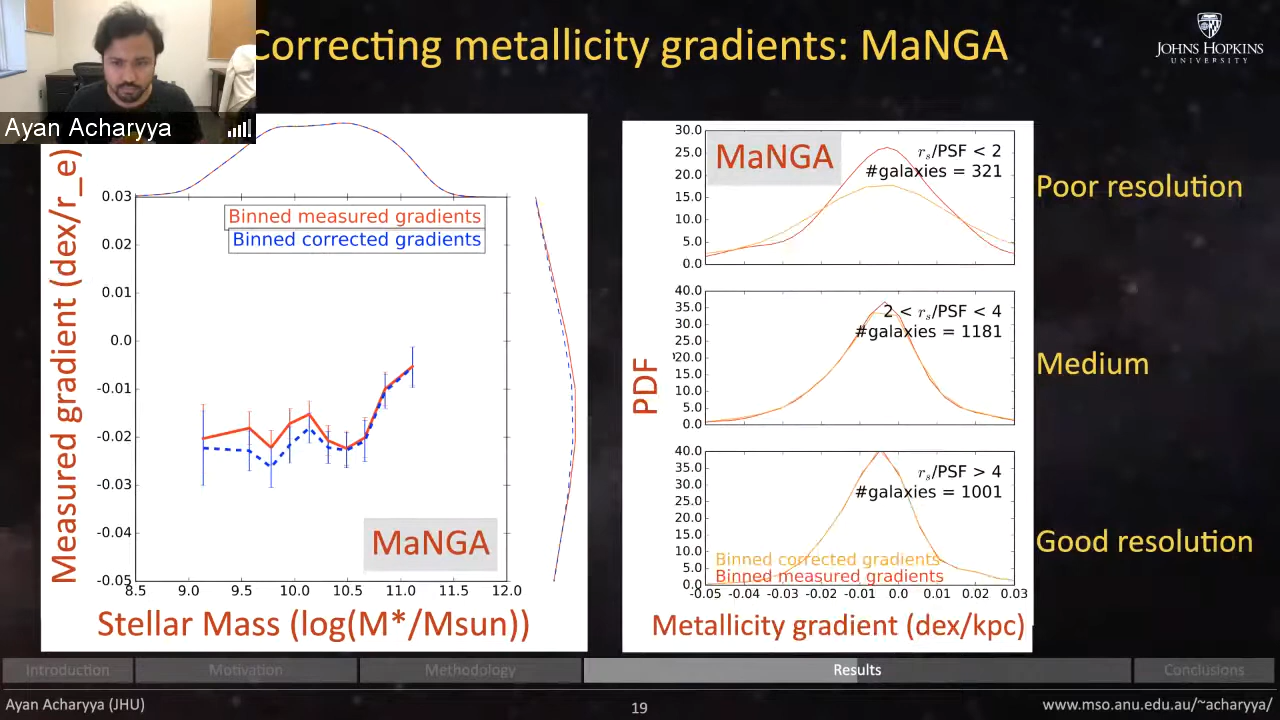 Correcting metallicity gradients: MaNGA
JOHNS HOPKINS
UNIVERSITY
Ayan Acharyya
Measured gradient (dex/r_e)
0.03
0.02
0.01
0.0
-0.01
-0.02
-0.03
-0.04
-0.05
Binned measured gradients
Binned corrected gradients
MaNGA
8.5 9.0 9.5 10.0 10.5 11.0 11.5 12.0
Stellar Mass (log(M*/Msun))
PDF
30.0
25.0
20.0
15.0
10.0
5.0
0.0
MaNGA
r_s/PSF < 2
#galaxies = 321
Poor resolution
40.0
35.0
30.0
25.0
20.0
15.0
10.0
5.0
0.0
2 < r_s/PSF < 4
#galaxies = 1181
Medium
40.0
35.0
30.0
25.0
20.0
15.0
10.0
5.0
0.0
r_s/PSF > 4
#galaxies = 1001
Good resolution
Binned corrected gradients
Binned measured gradients
-0.05 -0.04 -0.03 -0.02 -0.01 0.0 0.01 0.02 0.03
Metallicity gradient (dex/kpc)
Introduction Motivation Methodology Results Conclusions
Ayan Acharyya (JHU) 19 www.mso.anu.edu.au/~acharyya/